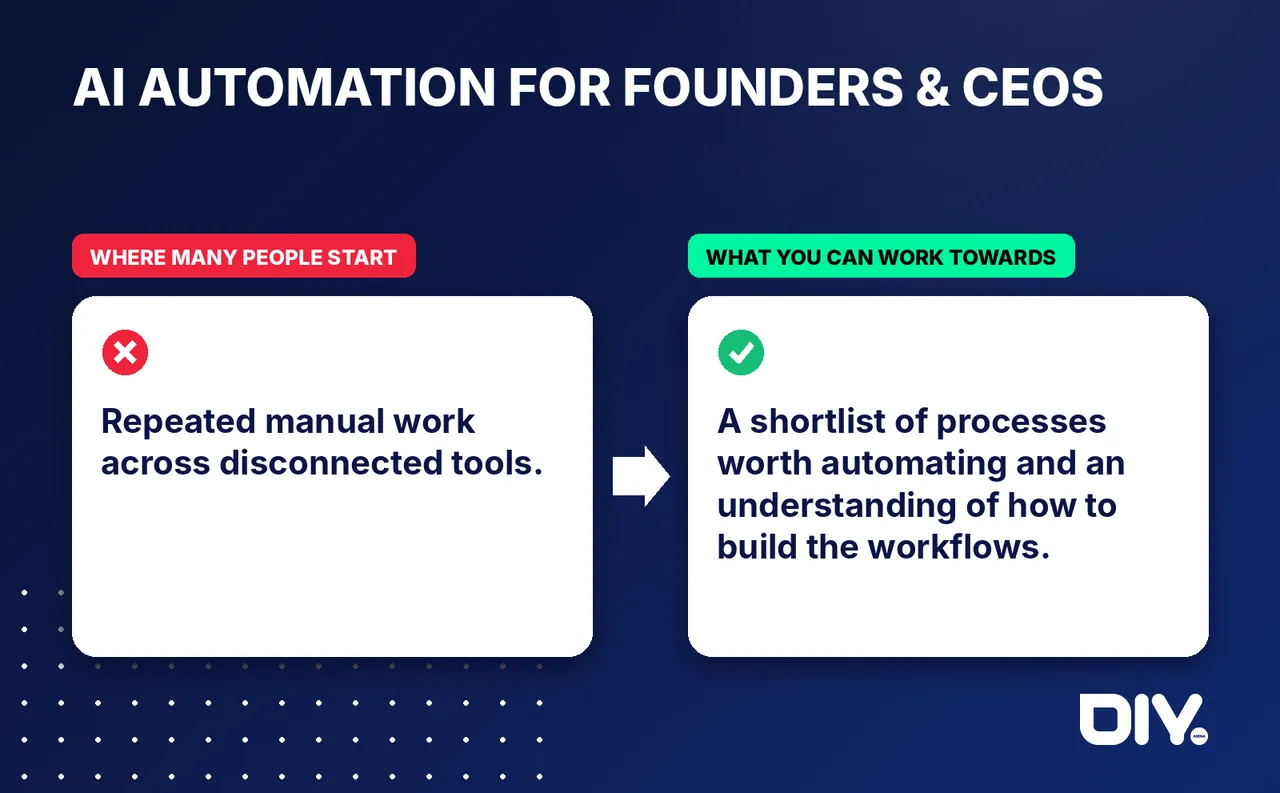 AI AUTOMATION FOR FOUNDERS & CEOS
WHERE MANY PEOPLE START
Repeated manual work
across disconnected tools.
WHAT YOU CAN WORK TOWARDS
A shortlist of processes
worth automating and an
understanding of how to
build the workflows.
DIY.
ARENA